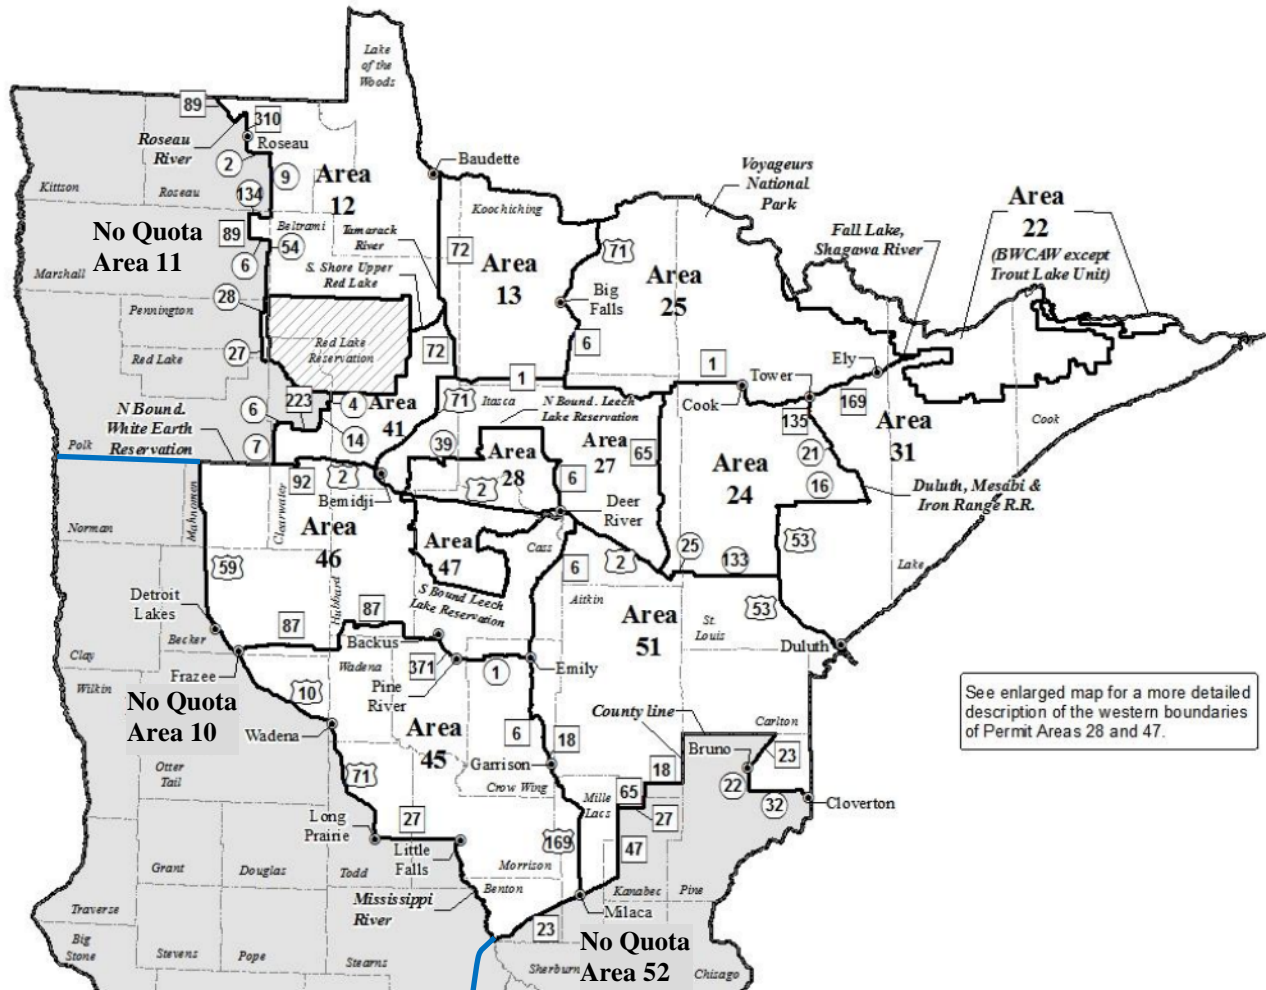 Lake
of the
Woods
89
310
Roseau
River
Roseau
Baudette
Voyageurs
National
Park
2
9
Area
12
Kittson
134
Roseau
Koochiching
Area
22
(BWCAW except
Trout Lake Unit)
Fall Lake,
Shagawa River
No Quota
Area 11
89
Beltrami
54
Tamarack
River
72
71
6
Marshall
S. Shore Upper
Red Lake
Area
13
Area
25
28
Big
Falls
Pennington
Red Lake
Red Lake
Reservation
27
72
6
1
Ely
Tower
1
N Bound.
White Earth
Reservation
6
223
4
Area
41
71
Itasca
N Bound. Leech
Lake Reservation
Cook
169
135
Area
31
Cook
Polk
7
14
39
Area
28
Area
27
65
21
Area
24
16
Duluth, Mesabi &
Iron Range R.R.
92
2
Bemidji
2
6
Deer
River
Mahnomen
Clearwater
Norman
Area
46
Area
47
Cass
53
59
25
133
6
2
Lake
Detroit
Lakes
Hubbard
S Bound Leech
Lake Reservation
Aitkin
Area
51
53
St.
Louis
87
87
Becker
Backus
Duluth
Clay
Frazee
Wadena
371
Pine
River
1
Emily
Wilkin
No Quota
Area 10
10
Area
45
See enlarged map for a more detailed
description of the western boundaries
of Permit Areas 28 and 47.
County line
Carlton
Wadena
6
18
Bruno
23
Otter
Tail
71
Garrison
18
22
32
Cloverton
Crow Wing
Mille
Lacs
65
27
Long
Prairie
27
Little
Falls
169
47
Grant
Douglas
Todd
Morrison
Benton
Kanabec
Pine
Traverse
Mississippi
River
Milaca
23
Big
Stone
Stevens
Pope
Stearns
No Quota
Area 52
Sherburn
Chisago